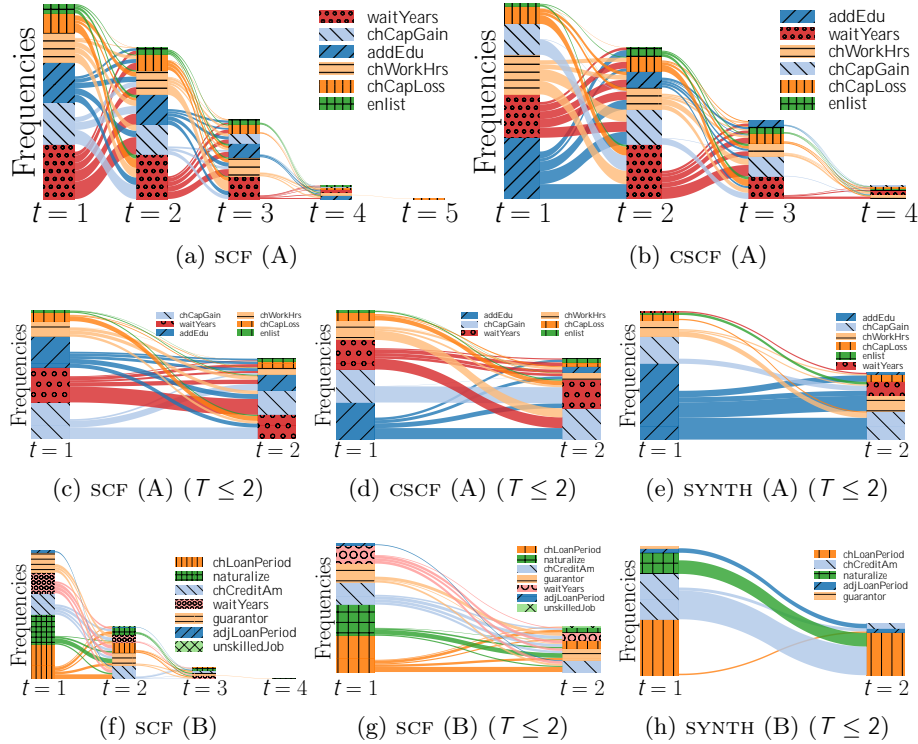 Frequencies
waitYears
chCapGain
addEdu
chWorkHrs
chCapLoss
enlist
t = 1 t = 2 t = 3 t = 4 t = 5
(a) SCF (A)
Frequencies
addEdu
waitYears
chWorkHrs
chCapGain
chCapLoss
enlist
t = 1 t = 2 t = 3 t = 4
(b) CSCF (A)
Frequencies
chCapGain chWorkHrs
waitYears chCapLoss
addEdu enlist
t = 1 t = 2
(c) SCF (A) (T ≤ 2)
Frequencies
addEdu chWorkHrs
chCapGain chCapLoss
waitYears enlist
t = 1 t = 2
(d) CSCF (A) (T ≤ 2)
Frequencies
addEdu
chCapGain
chWorkHrs
chCapLoss
enlist
waitYears
t = 1 t = 2
(e) SYNTH (A) (T ≤ 2)
Frequencies
chLoanPeriod
naturalize
chCreditAm
waitYears
guarantor
adjLoanPeriod
unskilledJob
t = 1 t = 2 t = 3 t = 4
(f) SCF (B)
Frequencies
chLoanPeriod
naturalize
chCreditAm
guarantor
waitYears
adjLoanPeriod
unskilledJob
t = 1 t = 2
(g) SCF (B) (T ≤ 2)
Frequencies
chLoanPeriod
chCreditAm
naturalize
adjLoanPeriod
guarantor
t = 1 t = 2
(h) SYNTH (B) (T ≤ 2)